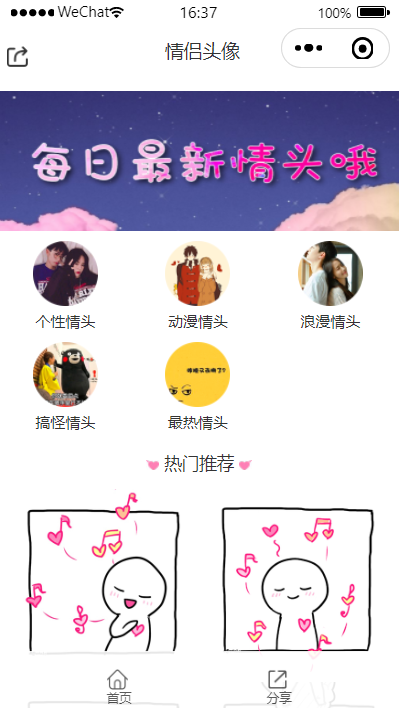 WeChat 16:37 100%
情侣头像
每日最新情头哦
个性情头 动漫情头 浪漫情头
搞怪情头 最热情头
热门推荐
首页 分享